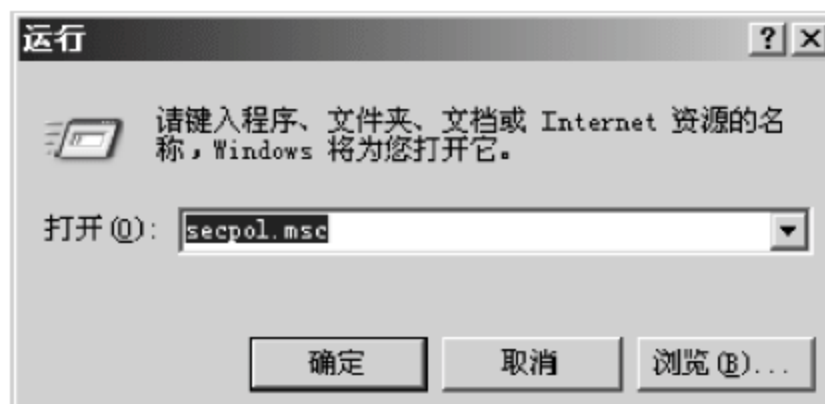 运行
请键入程序、文件夹、文档或 Internet 资源的名
称，Windows 将为您打开它。
打开(O): secpol.msc
确定 取消 浏览(B)...